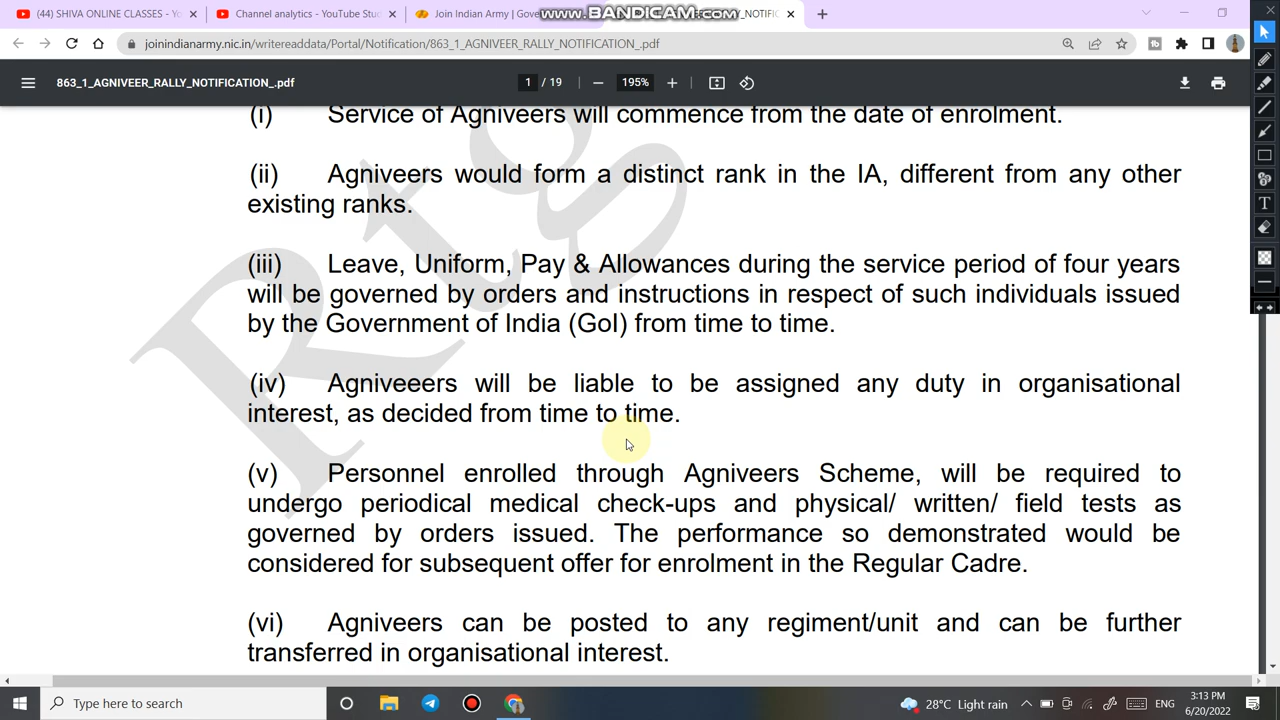 www.BANDICAM.com
(44) SHIVA ONLINE CLASSES - Yo
Channel analytics - YouTube Stud
Join Indian Army | Gove
NOTIFIC
joinindianarmy.nic.in/writereaddata/Portal/Notification/863_1_AGNIVEER_RALLY_NOTIFICATION_.pdf
863_1_AGNIVEER_RALLY_NOTIFICATION_.pdf
1 / 19
195%
(i) Service of Agniveers will commence from the date of enrolment.
(ii) Agniveers would form a distinct rank in the IA, different from any other
existing ranks.
(iii) Leave, Uniform, Pay & Allowances during the service period of four years
will be governed by orders and instructions in respect of such individuals issued
by the Government of India (GoI) from time to time.
(iv) Agniveeers will be liable to be assigned any duty in organisational
interest, as decided from time to time.
(v) Personnel enrolled through Agniveers Scheme, will be required to
undergo periodical medical check-ups and physical/ written/ field tests as
governed by orders issued. The performance so demonstrated would be
considered for subsequent offer for enrolment in the Regular Cadre.
(vi) Agniveers can be posted to any regiment/unit and can be further
transferred in organisational interest.
Rtg
Type here to search
28°C Light rain
ENG
3:13 PM
6/20/2022